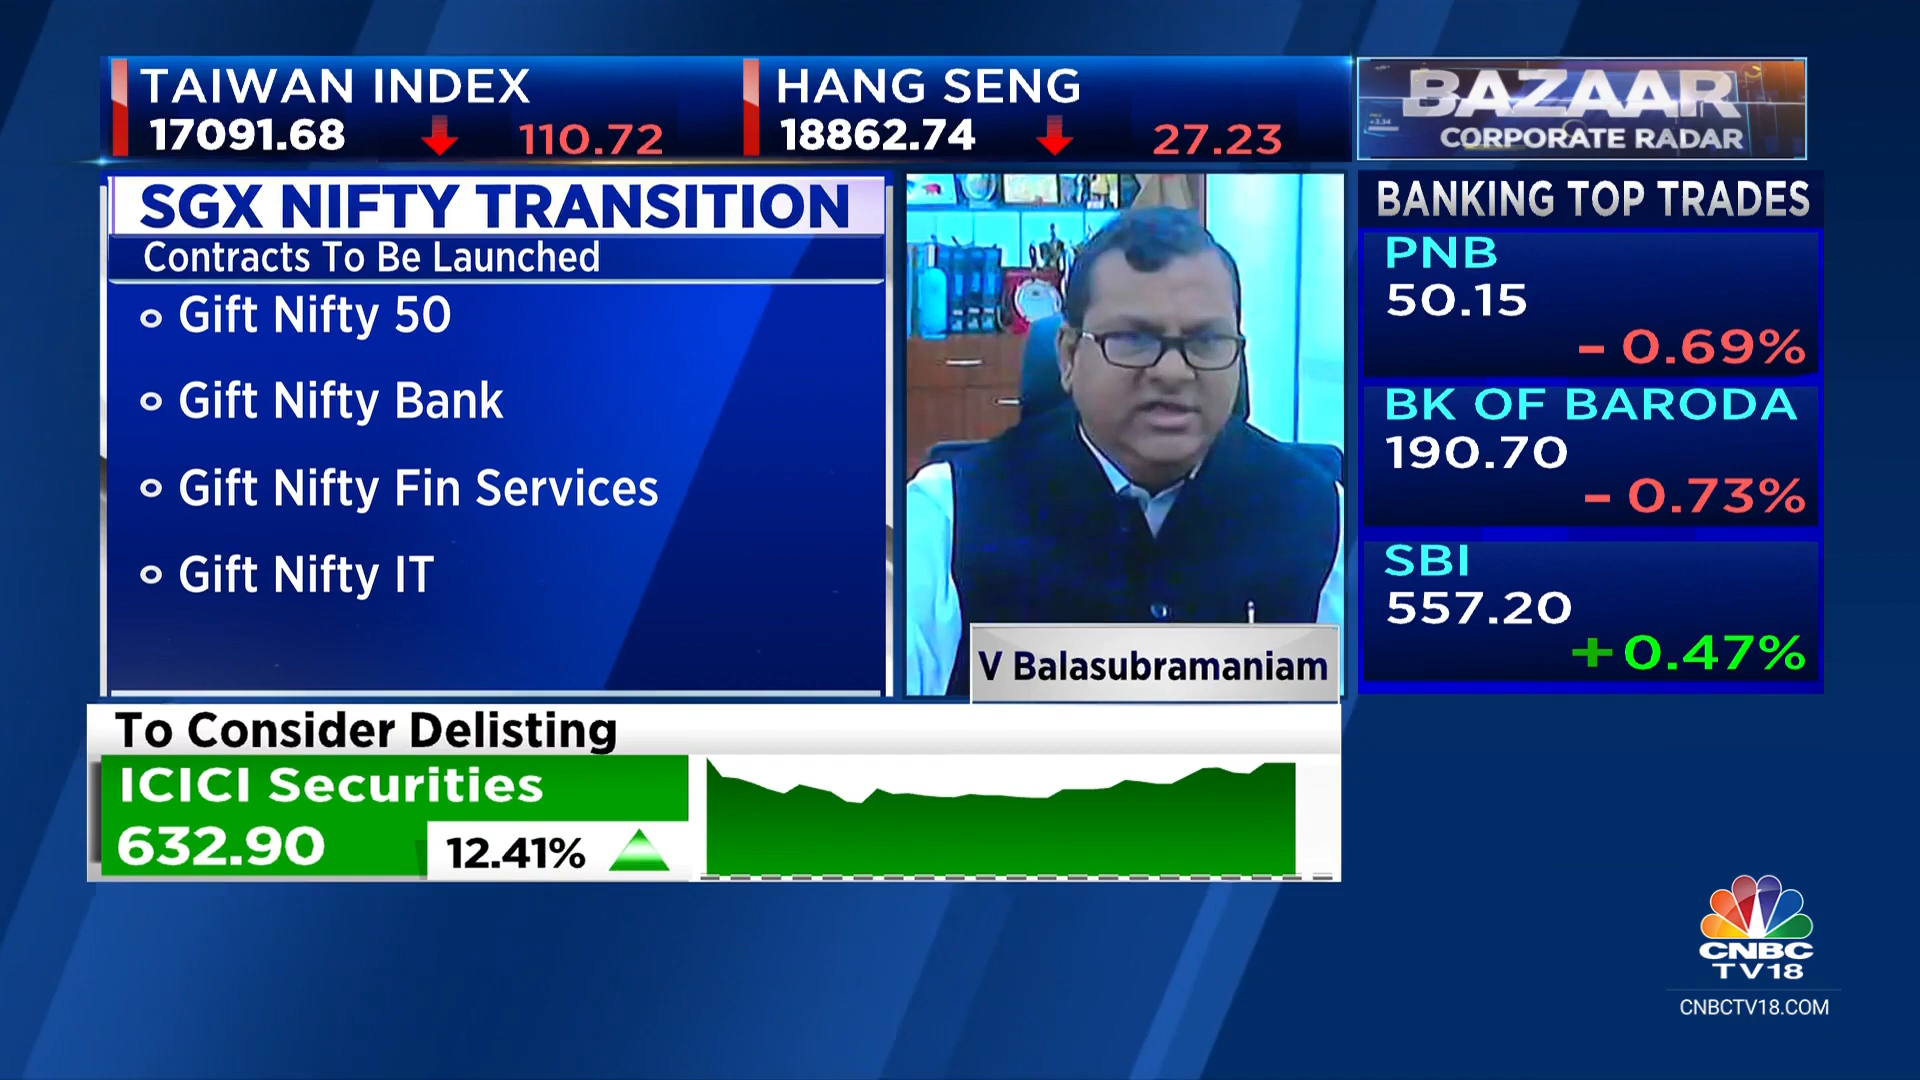 TAIWAN INDEX
17091.68 110.72
HANG SENG
18862.74 27.23
BAZAAR
CORPORATE RADAR
SGX NIFTY TRANSITION
Contracts To Be Launched
Gift Nifty 50
Gift Nifty Bank
Gift Nifty Fin Services
Gift Nifty IT
V Balasubramaniam
BANKING TOP TRADES
PNB
50.15
- 0.69%
BK OF BARODA
190.70
- 0.73%
SBI
557.20
+0.47%
To Consider Delisting
ICICI Securities
632.90
12.41%
CNBC
TV18
CNBCTV18.COM